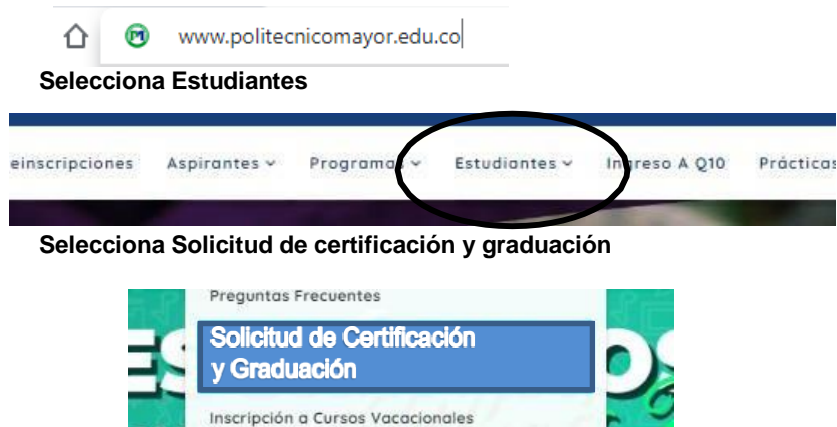 www.politecnicomayor.edu.co
Selecciona Estudiantes
einscripciones Aspirantes Programas Estudiantes Ingreso A Q10 Prácticas
Selecciona Solicitud de certificación y graduación
Preguntas Frecuentes
Solicitud de Certificación
y Graduación
Inscripción a Cursos Vacacionales